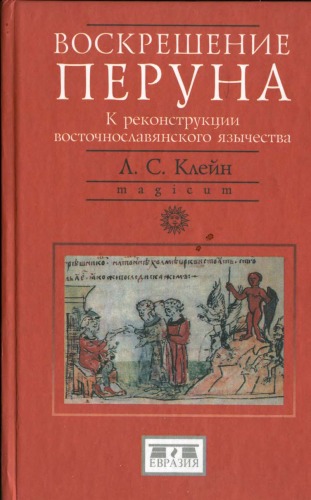 ВОСКРЕШЕНИЕ
ПЕРУНА
К реконструкции
восточнославянского язычества
Л. С. Клейн
magicum
ЕВРАЗИЯ